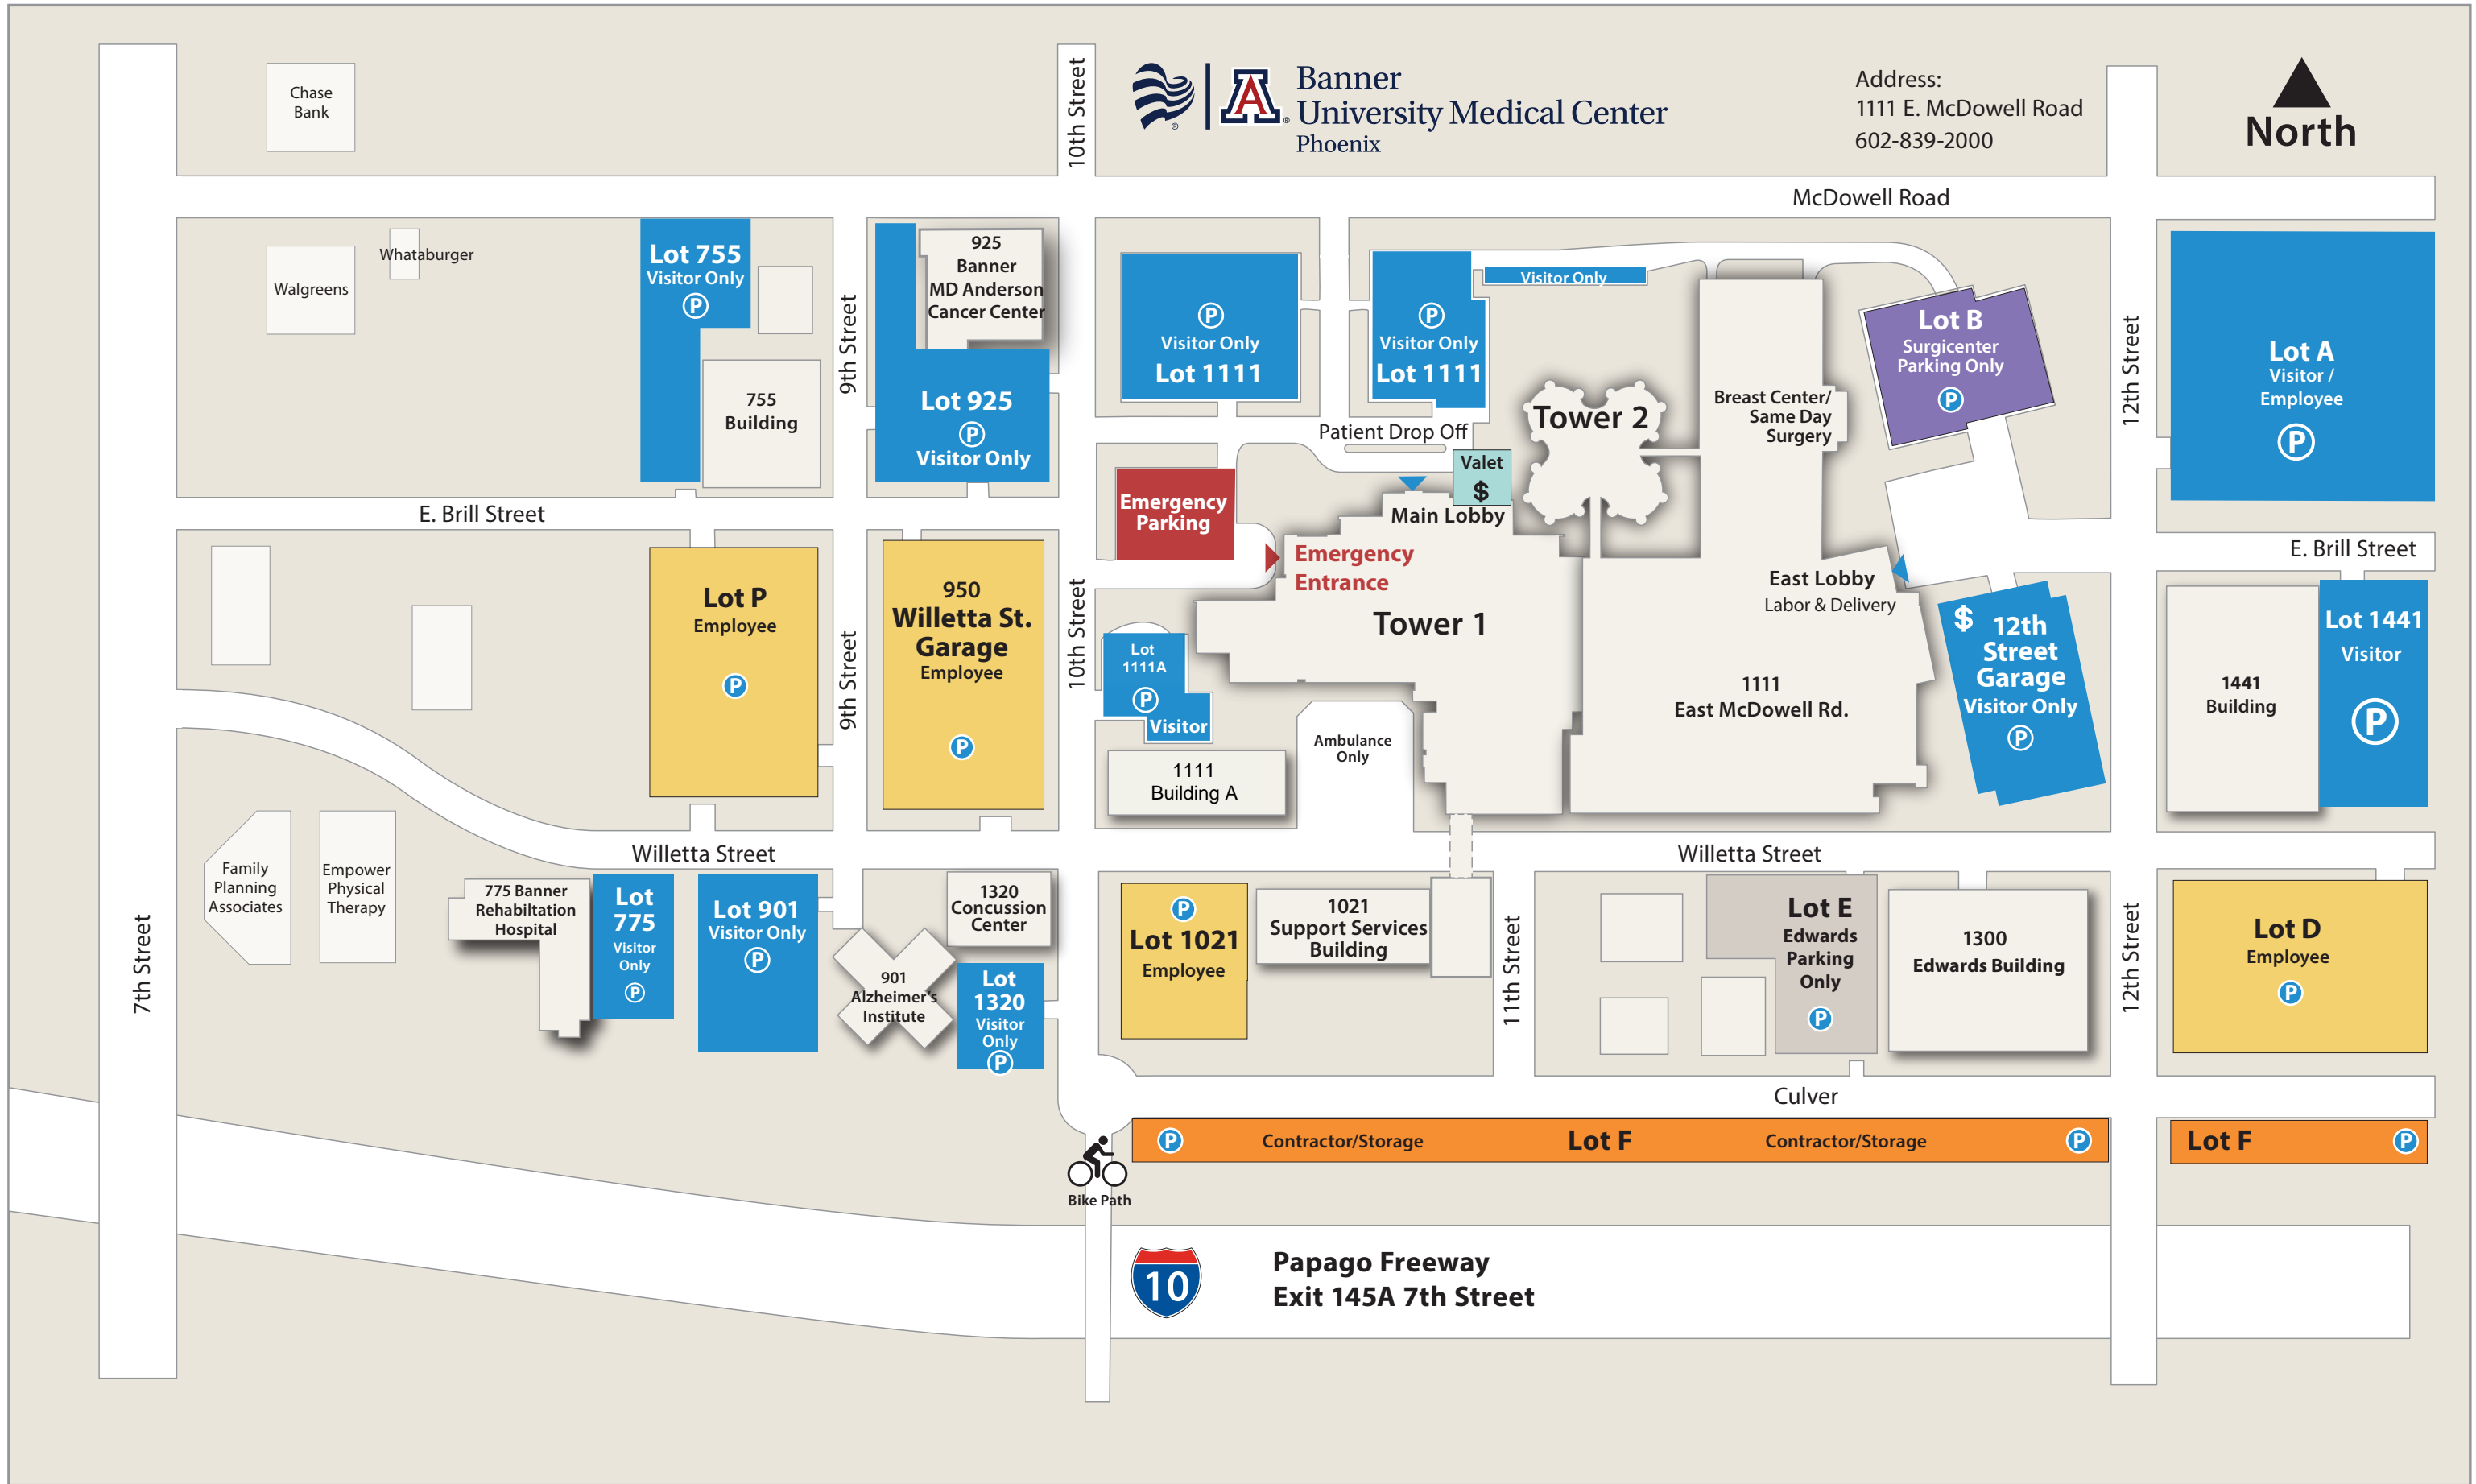 Chase
Bank
10th Street
A
®
®
Banner
University Medical Center
Phoenix
Address:
1111 E. McDowell Road
602-839-2000
North
McDowell Road
Walgreens
Whataburger
Lot 755
Visitor Only
P
755
Building
9th Street
925
Banner
MD Anderson
Cancer Center
Lot 925
P
Visitor Only
P
Visitor Only
Lot 1111
P
Visitor Only
Lot 1111
Visitor Only
Patient Drop Off
Valet
$
Main Lobby
Tower 2
Breast Center/
Same Day
Surgery
Lot B
Surgicenter
Parking Only
P
12th Street
Lot A
Visitor /
Employee
P
E. Brill Street
Emergency
Parking
Emergency
Entrance
Tower 1
East Lobby
Labor & Delivery
1111
East McDowell Rd.
E. Brill Street
Lot P
Employee
P
9th Street
950
Willetta St.
Garage
Employee
P
10th Street
Lot
1111A
P
Visitor
1111
Building A
Ambulance
Only
$ 12th
Street
Garage
Visitor Only
P
1441
Building
Lot 1441
Visitor
P
Willetta Street
Willetta Street
7th Street
Family
Planning
Associates
Empower
Physical
Therapy
775 Banner
Rehabiltation
Hospital
Lot
775
Visitor
Only
P
Lot 901
Visitor Only
P
901
Alzheimer's
Institute
1320
Concussion
Center
Lot
1320
Visitor
Only
P
P
Lot 1021
Employee
1021
Support Services
Building
11th Street
Lot E
Edwards
Parking
Only
P
1300
Edwards Building
12th Street
Lot D
Employee
P
Culver
P Contractor/Storage Lot F Contractor/Storage P
Lot F P
Bike Path
10
Papago Freeway
Exit 145A 7th Street